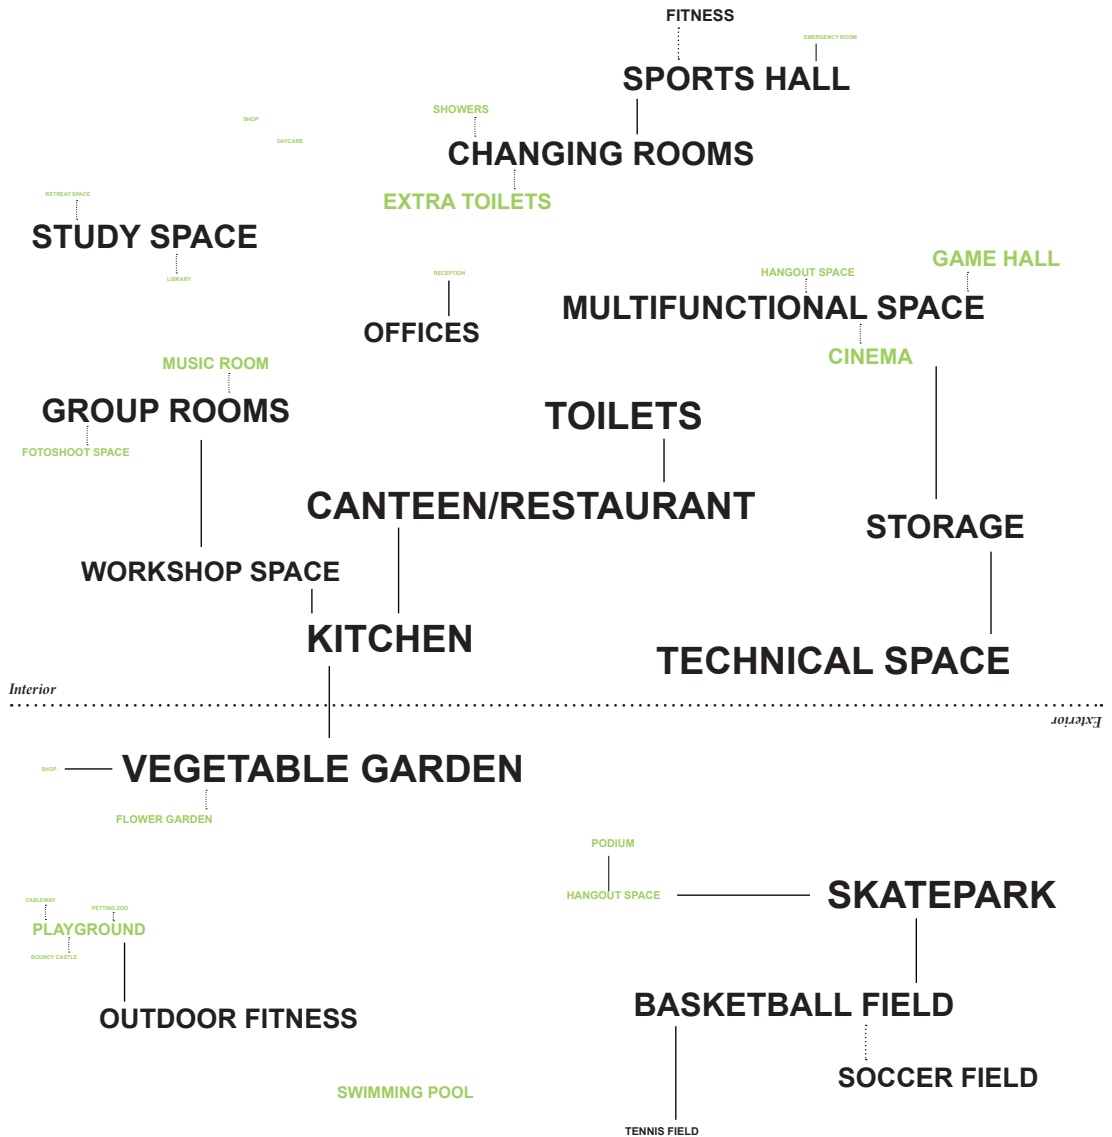 FITNESS
EMERGENCY ROOM
SPORTS HALL
SHOWERS
SHOP
DAYCARE
CHANGING ROOMS
RETREAT SPACE
EXTRA TOILETS
STUDY SPACE
LIBRARY
RECEPTION
HANGOUT SPACE
GAME HALL
MULTIFUNCTIONAL SPACE
OFFICES
CINEMA
MUSIC ROOM
GROUP ROOMS
TOILETS
FOTOSHOOT SPACE
CANTEEN/RESTAURANT
STORAGE
WORKSHOP SPACE
KITCHEN
TECHNICAL SPACE
Interior
Exterior
SHOP
VEGETABLE GARDEN
FLOWER GARDEN
PODIUM
HANGOUT SPACE
SKATEPARK
CABLEWAY
PETTING ZOO
PLAYGROUND
BOUNCY CASTLE
BASKETBALL FIELD
OUTDOOR FITNESS
SOCCER FIELD
SWIMMING POOL
TENNIS FIELD